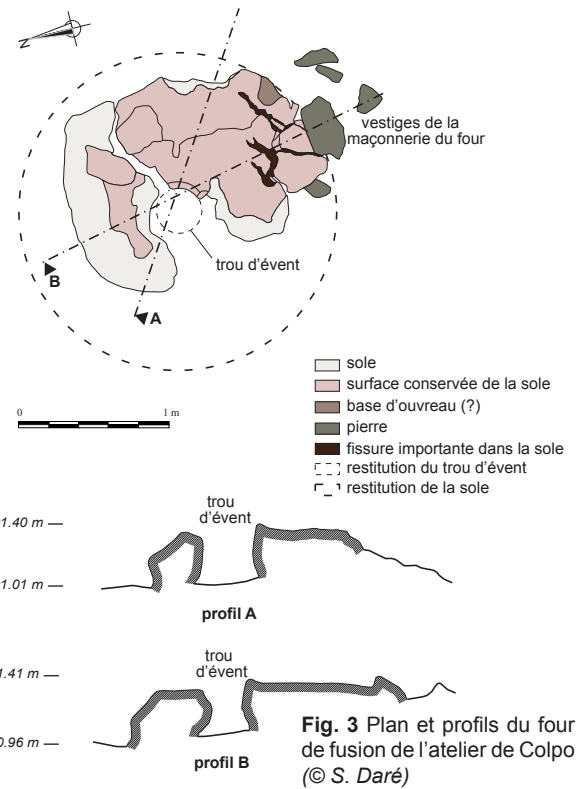 N
vestiges de la
maçonnerie du four
trou d'évent
B
A
sole
surface conservée de la sole
base d'ouvreau (?)
pierre
fissure importante dans la sole
restitution du trou d'évent
restitution de la sole
0 1 m
trou
d'évent
1.40 m
1.01 m
profil A
trou
d'évent
1.41 m
0.96 m
profil B
Fig. 3 Plan et profils du four
de fusion de l'atelier de Colpo
(© S. Daré)